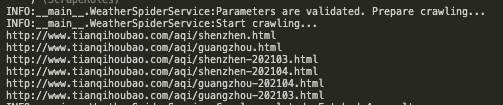 INFO:__main__.WeatherSpiderService:Parameters are validated. Prepare crawling...
INFO:__main__.WeatherSpiderService:Start crawling...
http://www.tianqihoubao.com/aqi/shenzhen.html
http://www.tianqihoubao.com/aqi/guangzhou.html
http://www.tianqihoubao.com/aqi/shenzhen-202103.html
http://www.tianqihoubao.com/aqi/shenzhen-202104.html
http://www.tianqihoubao.com/aqi/guangzhou-202104.html
http://www.tianqihoubao.com/aqi/guangzhou-202103.html